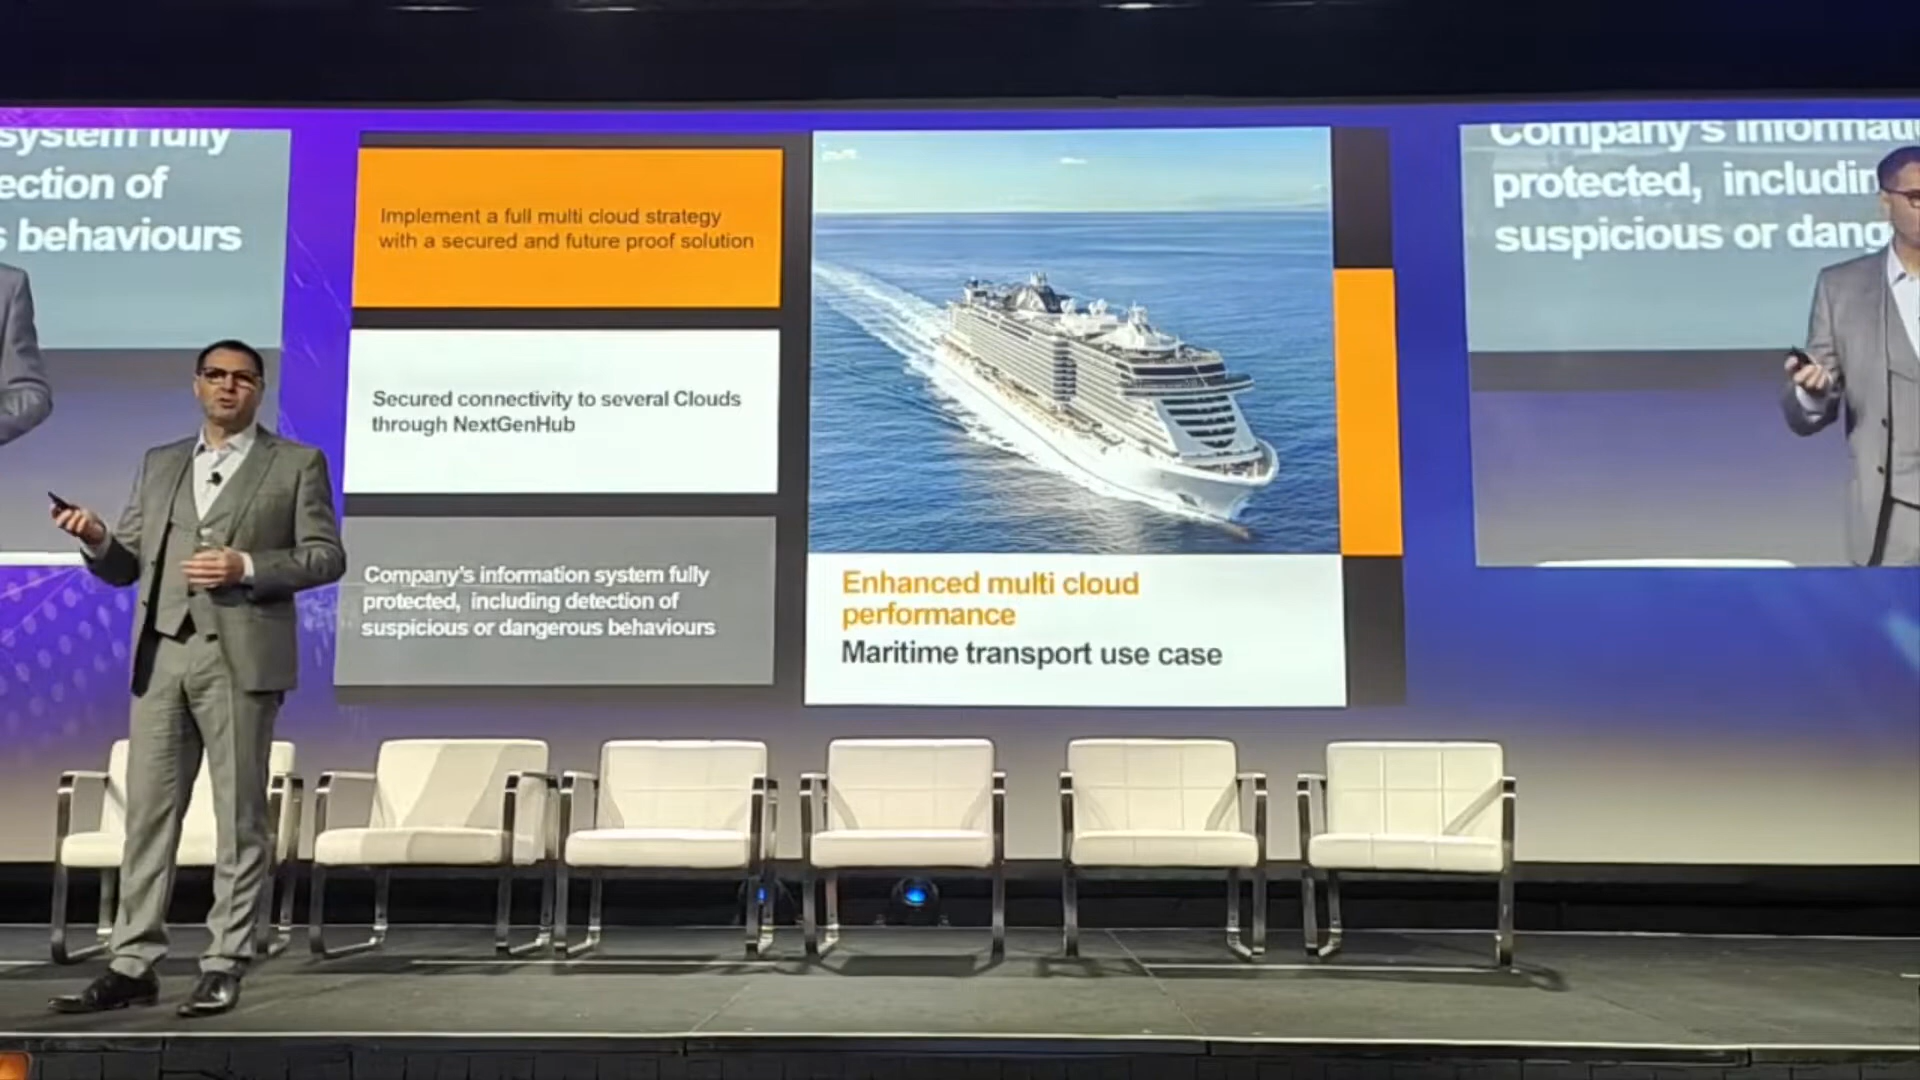 system fully
ection of
s behaviours
Implement a full multi cloud strategy
with a secured and future proof solution
Secured connectivity to several Clouds
through NextGenHub
Company's information system fully
protected, including detection of
suspicious or dangerous behaviours
Enhanced multi cloud
performance
Maritime transport use case
Company's informati
protected, includin
suspicious or dang